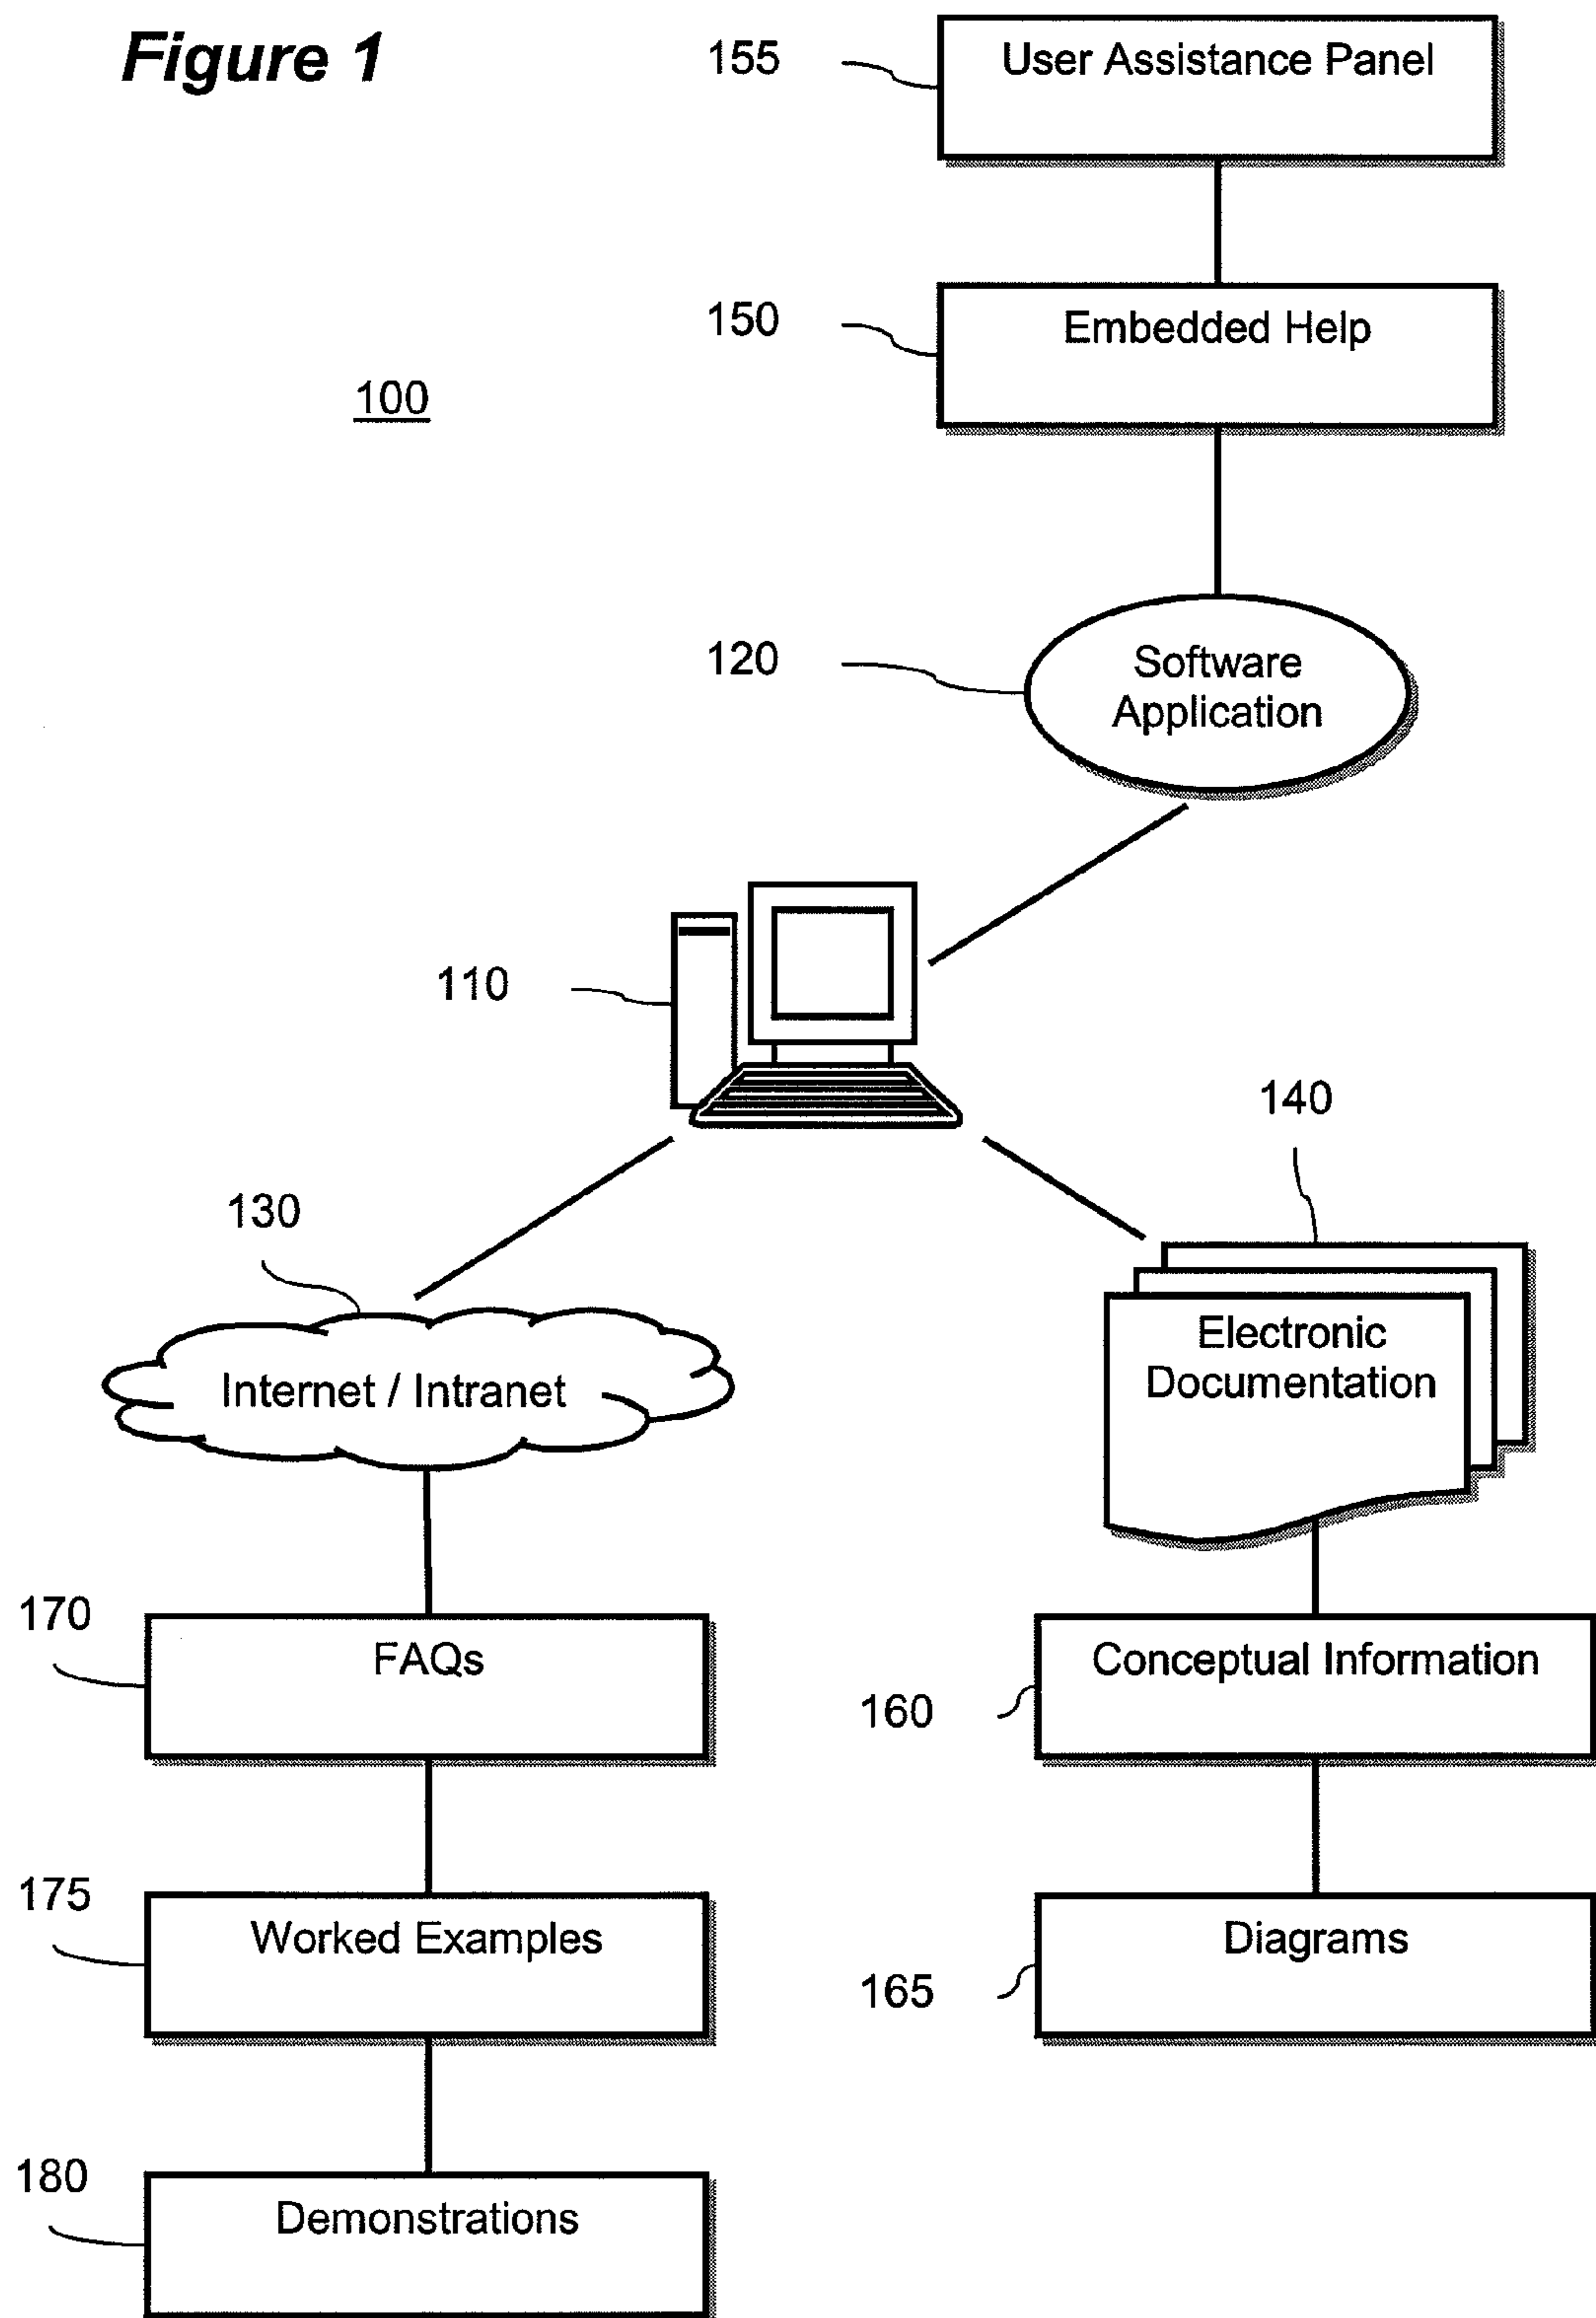 Figure 1
155
User Assistance Panel
150
Embedded Help
100
120
Software
Application
110
140
130
Internet / Intranet
Electronic
Documentation
170
FAQs
Conceptual Information
160
175
Worked Examples
Diagrams
165
180
Demonstrations